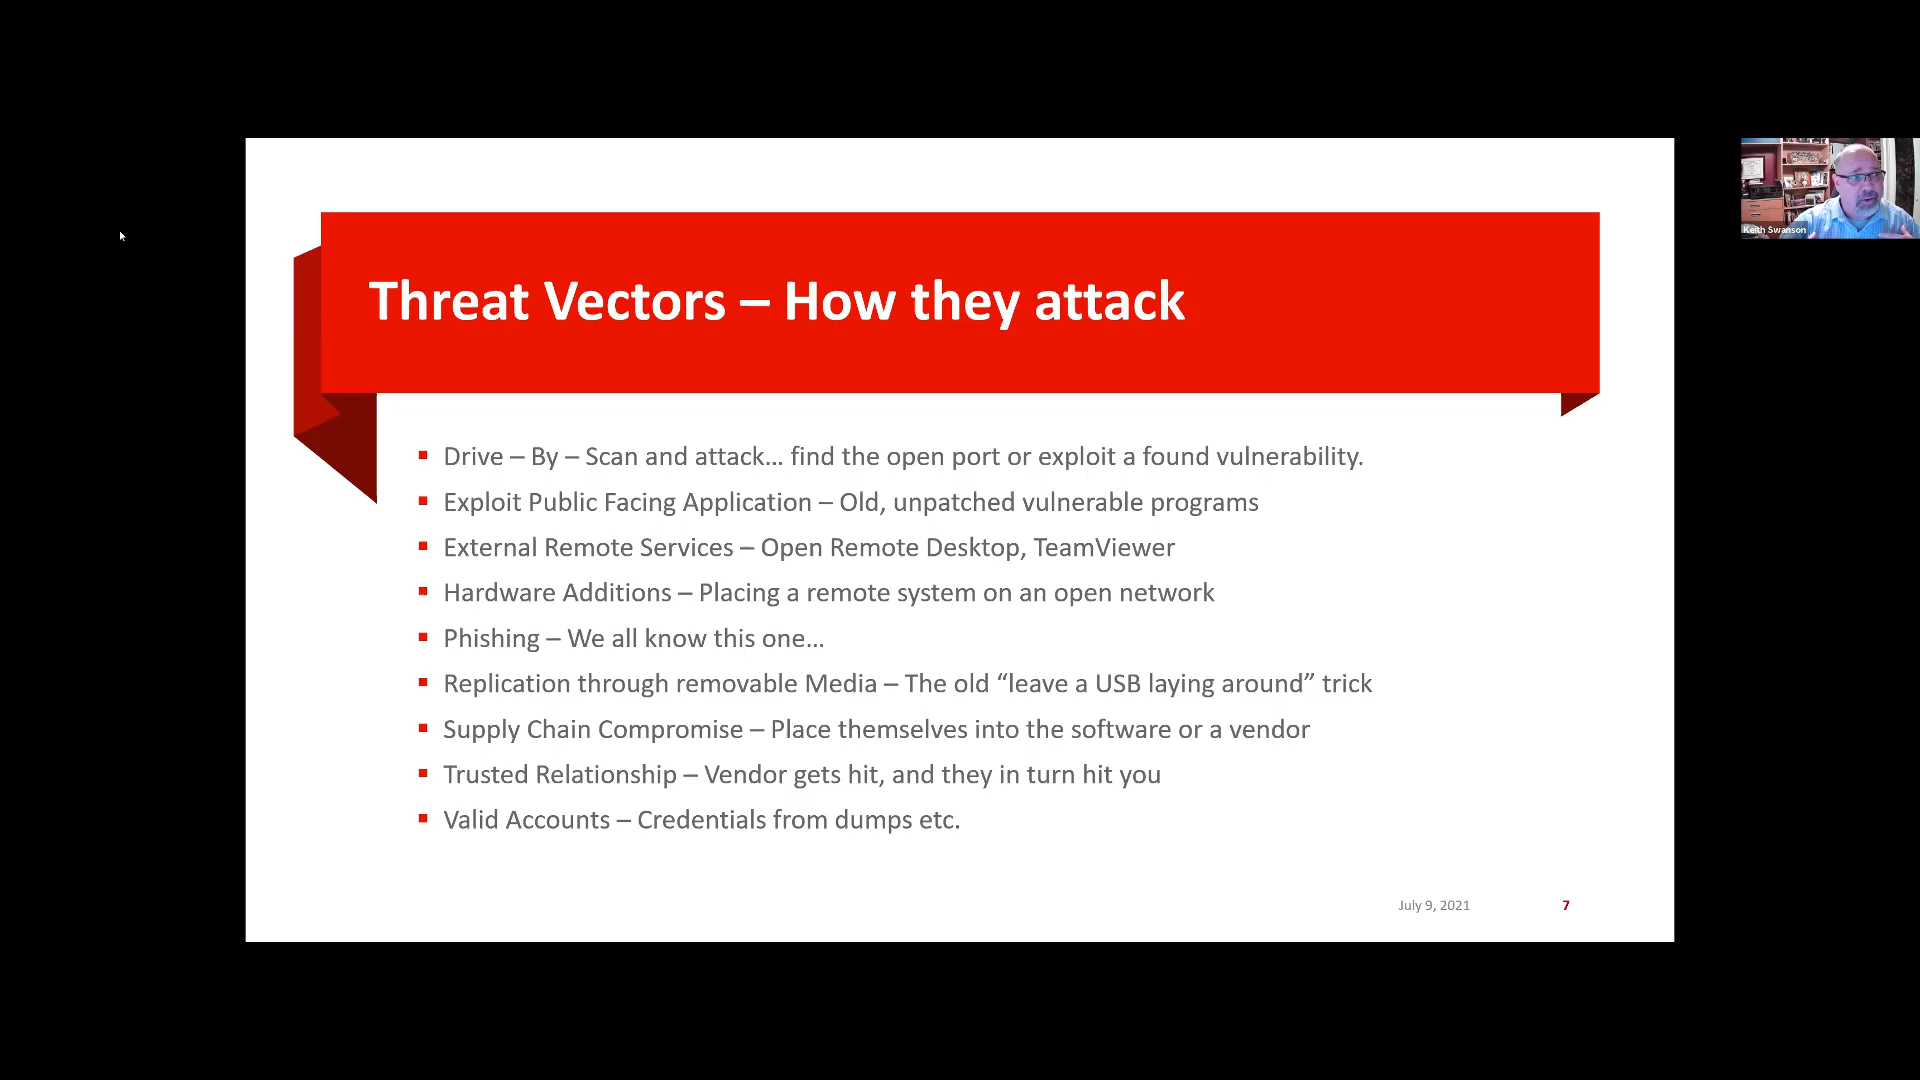 Threat Vectors – How they attack
Drive – By – Scan and attack… find the open port or exploit a found vulnerability.
Exploit Public Facing Application – Old, unpatched vulnerable programs
External Remote Services – Open Remote Desktop, TeamViewer
Hardware Additions – Placing a remote system on an open network
Phishing – We all know this one…
Replication through removable Media – The old “leave a USB laying around” trick
Supply Chain Compromise – Place themselves into the software or a vendor
Trusted Relationship – Vendor gets hit, and they in turn hit you
Valid Accounts – Credentials from dumps etc.
July 9, 2021
7
Keith Swanson